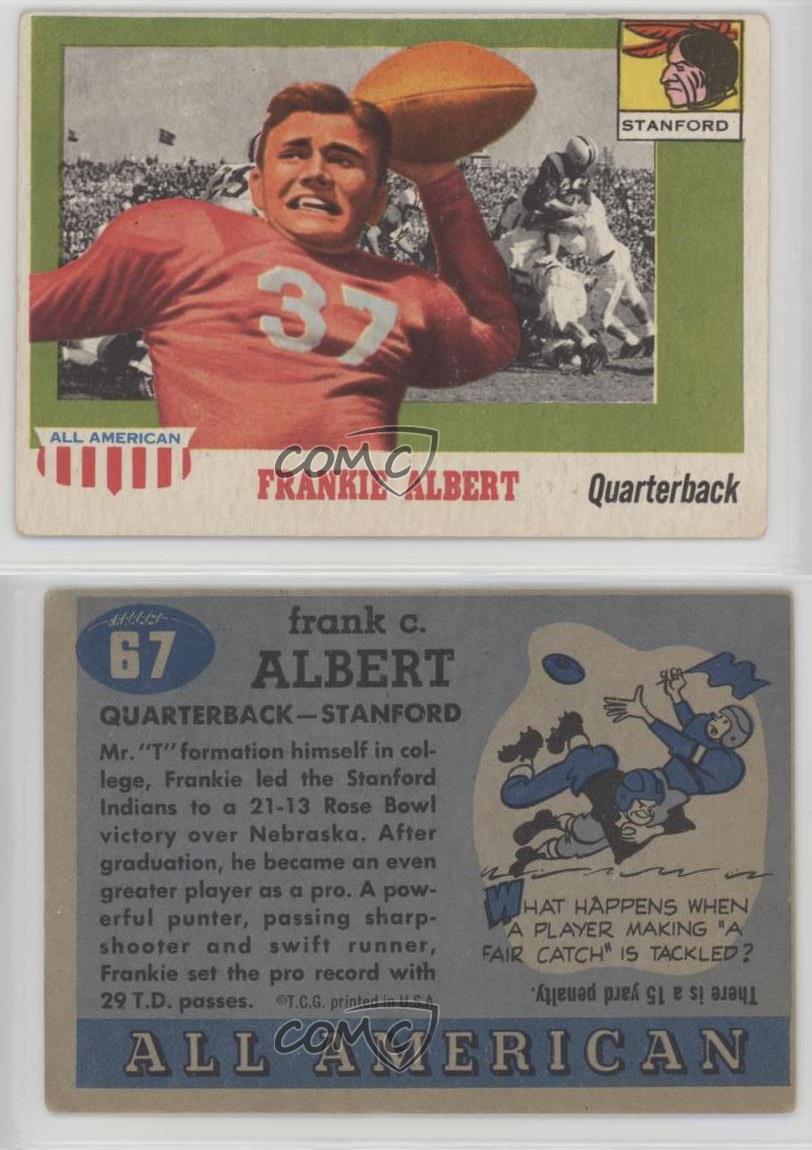 STANFORD
37
ALL AMERICAN
FRANKIE ALBERT
Quarterback
COMC
67
frank c.
ALBERT
QUARTERBACK—STANFORD
Mr. "T" formation himself in col-
lege, Frankie led the Stanford
Indians to a 21-13 Rose Bowl
victory over Nebraska. After
graduation, he became an even
greater player as a pro. A pow-
erful punter, passing sharp-
shooter and swift runner,
Frankie set the pro record with
29 T.D. passes. ©T.C.G. printed in U.S.A.
WHAT HAPPENS WHEN
A PLAYER MAKING "A
FAIR CATCH" IS TACKLED?
There is a 15 yard penalty.
COMC
ALL AMERICAN